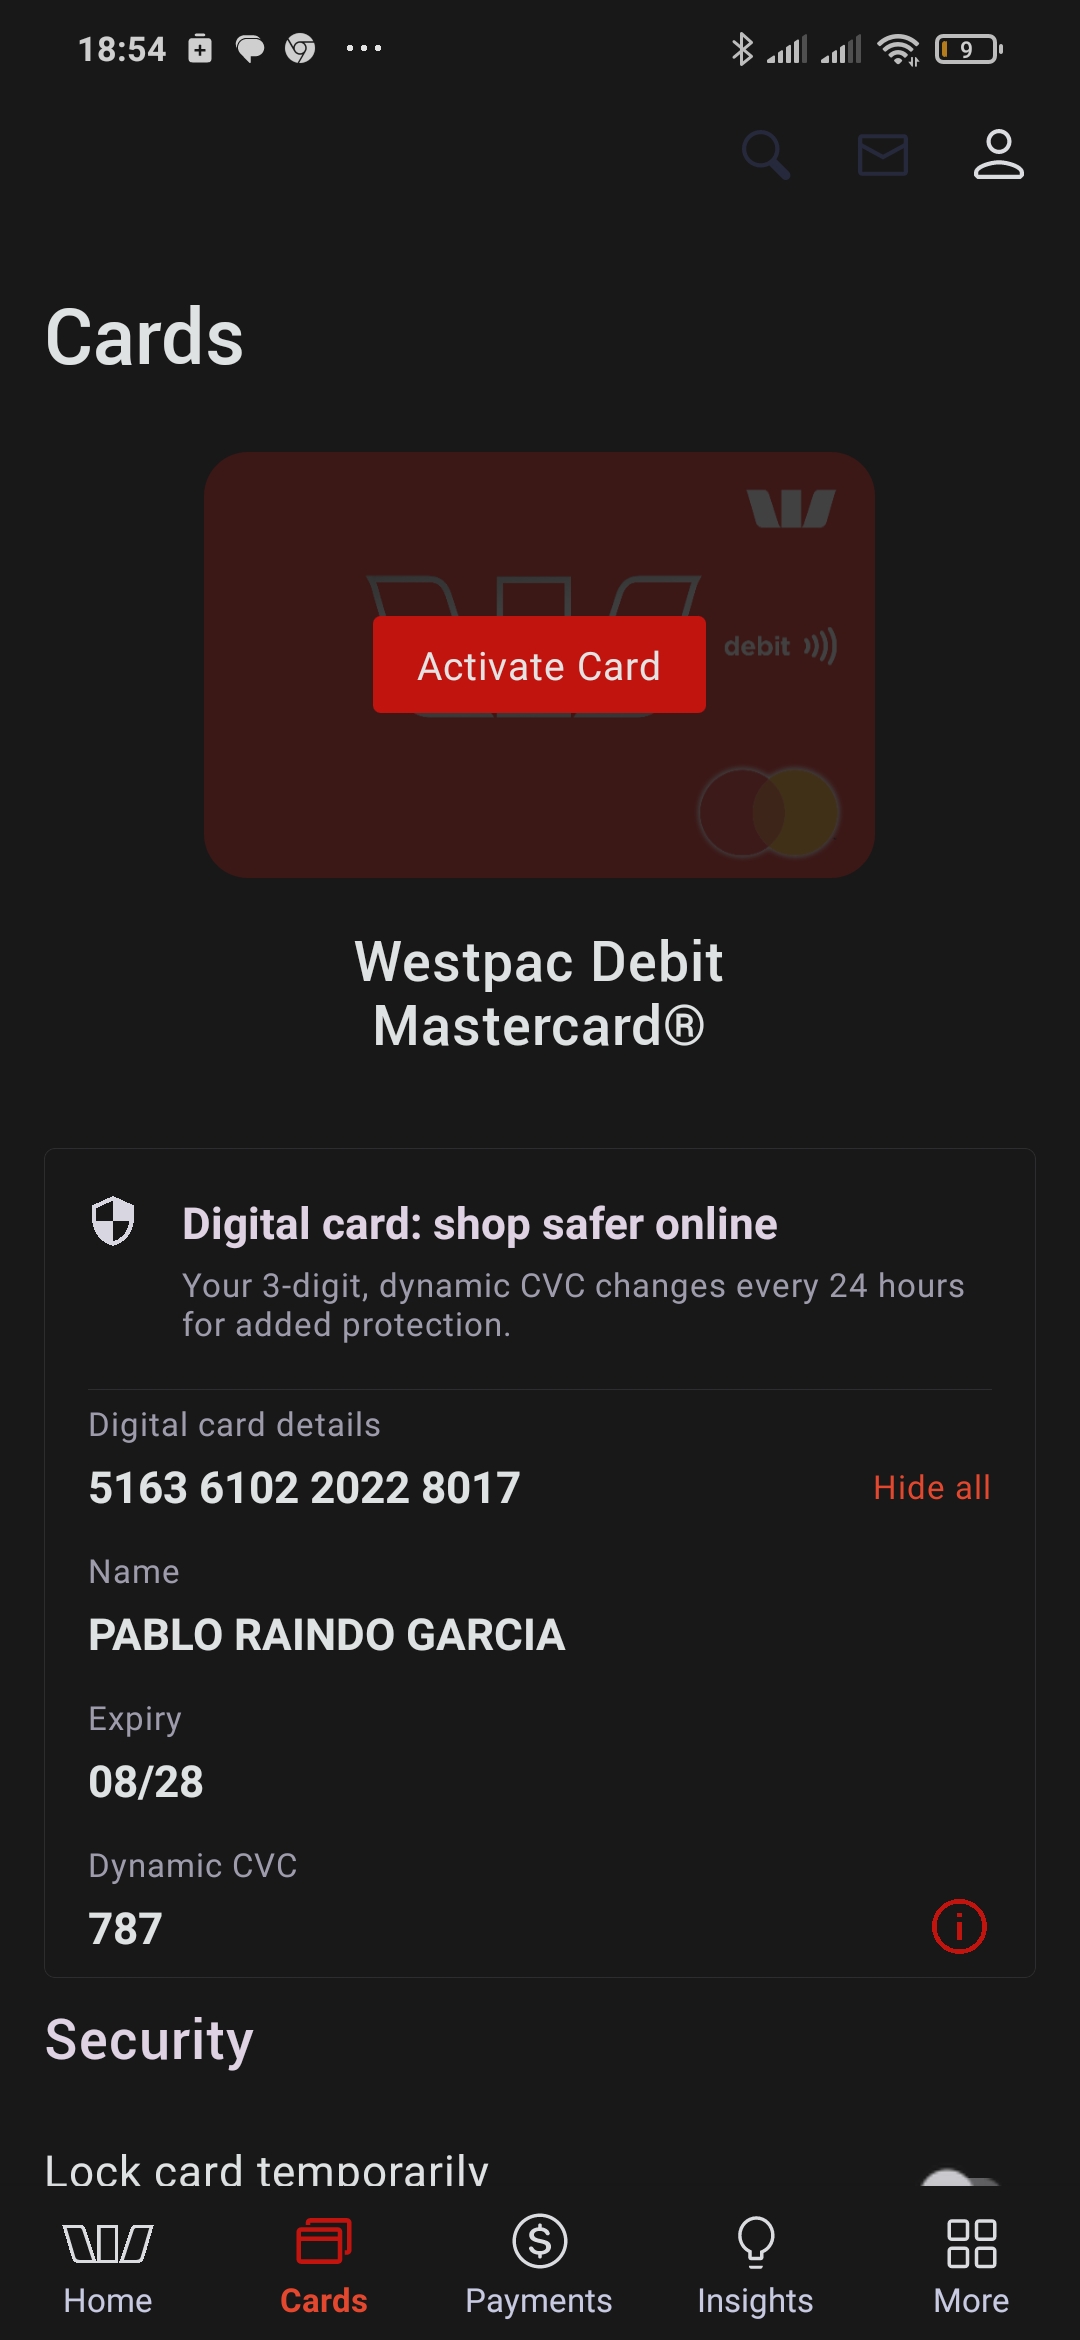 18:54
9
Cards
debit
Activate Card
Westpac Debit
Mastercard®
Digital card: shop safer online
Your 3-digit, dynamic CVC changes every 24 hours
for added protection.
Digital card details
5163 6102 2022 8017
Hide all
Name
PABLO RAINDO GARCIA
Expiry
08/28
Dynamic CVC
787
Security
Lock card temporarily
Home
Cards
Payments
Insights
More